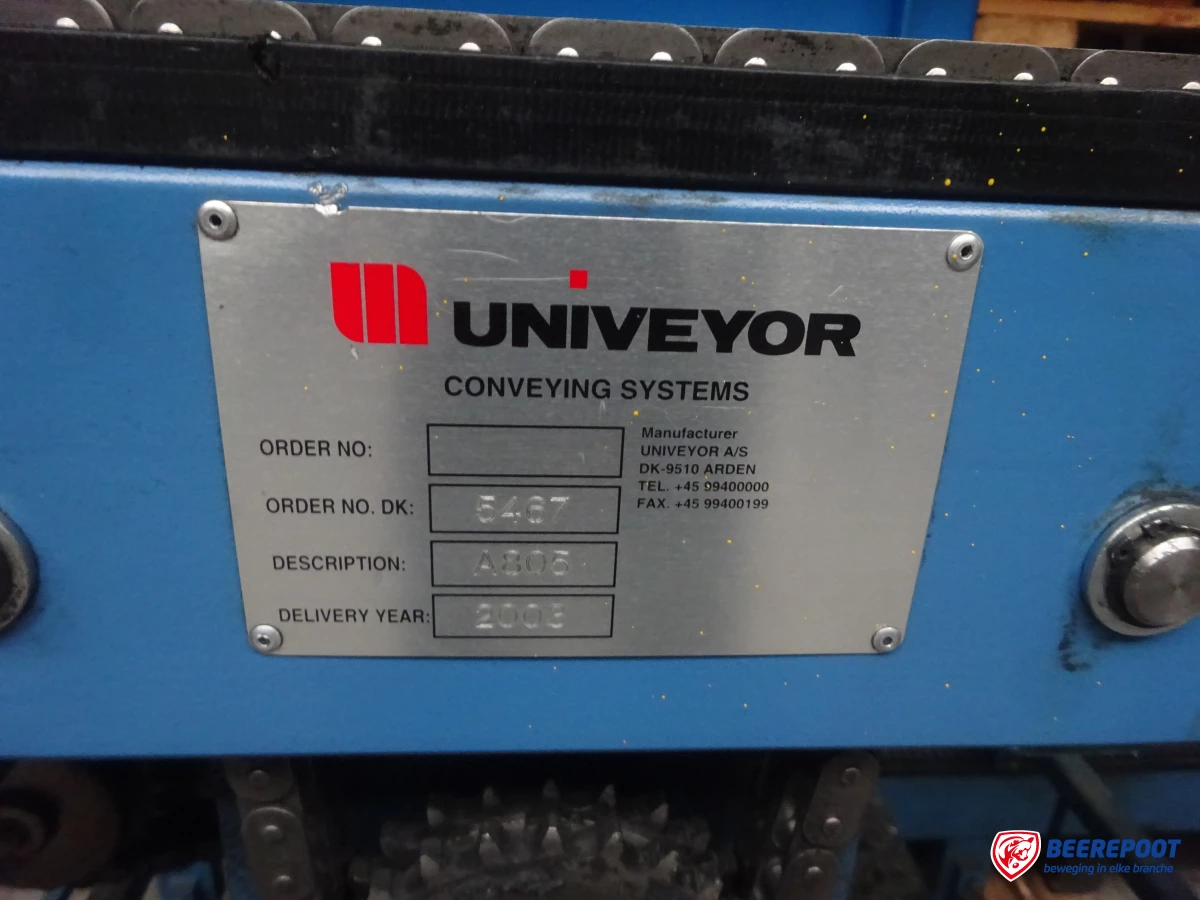 UNIVEYOR
CONVEYING SYSTEMS
ORDER NO:
ORDER NO. DK: 5467
DESCRIPTION: A805
DELIVERY YEAR: 2003
Manufacturer
UNIVEYOR A/S
DK-9510 ARDEN
TEL. +45 99400000
FAX. +45 99400199
BEEREPOOT
beweging in elke branche